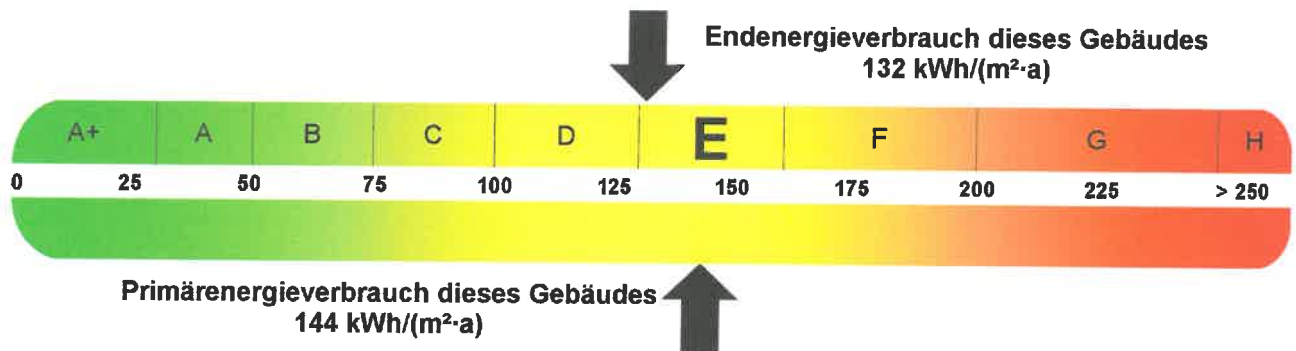 Endenergieverbrauch dieses Gebäudes
132 kWh/(m²·a)
A+ A B C D E F G H
0 25 50 75 100 125 150 175 200 225 > 250
Primärenergieverbrauch dieses Gebäudes
144 kWh/(m²·a)